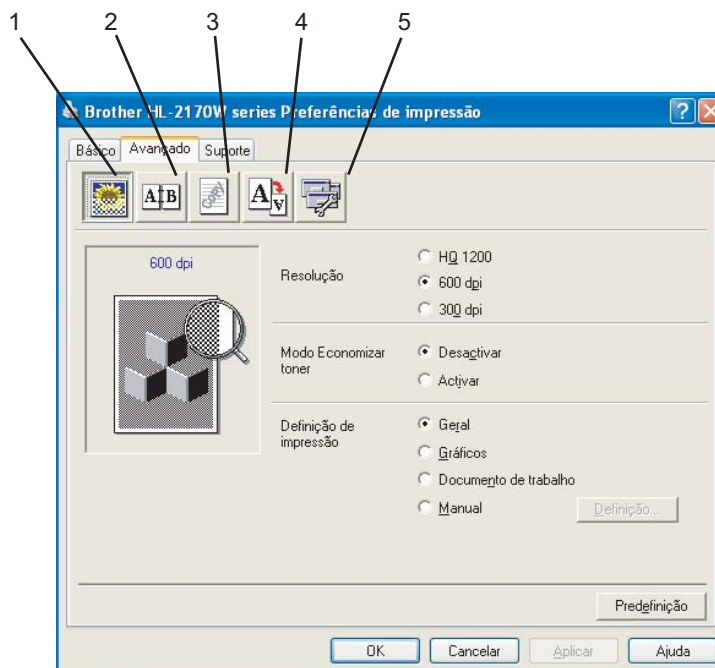 1 2 3 4 5
Brother HL-2170W series Preferências de impressão
Básico Avançado Suporte
A B Copy A A
600 dpi
Resolução
HQ 1200
600 dpi
300 dpi
Modo Economizar
toner
Desactivar
Activar
Definição de
impressão
Geral
Gráficos
Documento de trabalho
Manual
Definição...
Predefinição
OK Cancelar Aplicar Ajuda